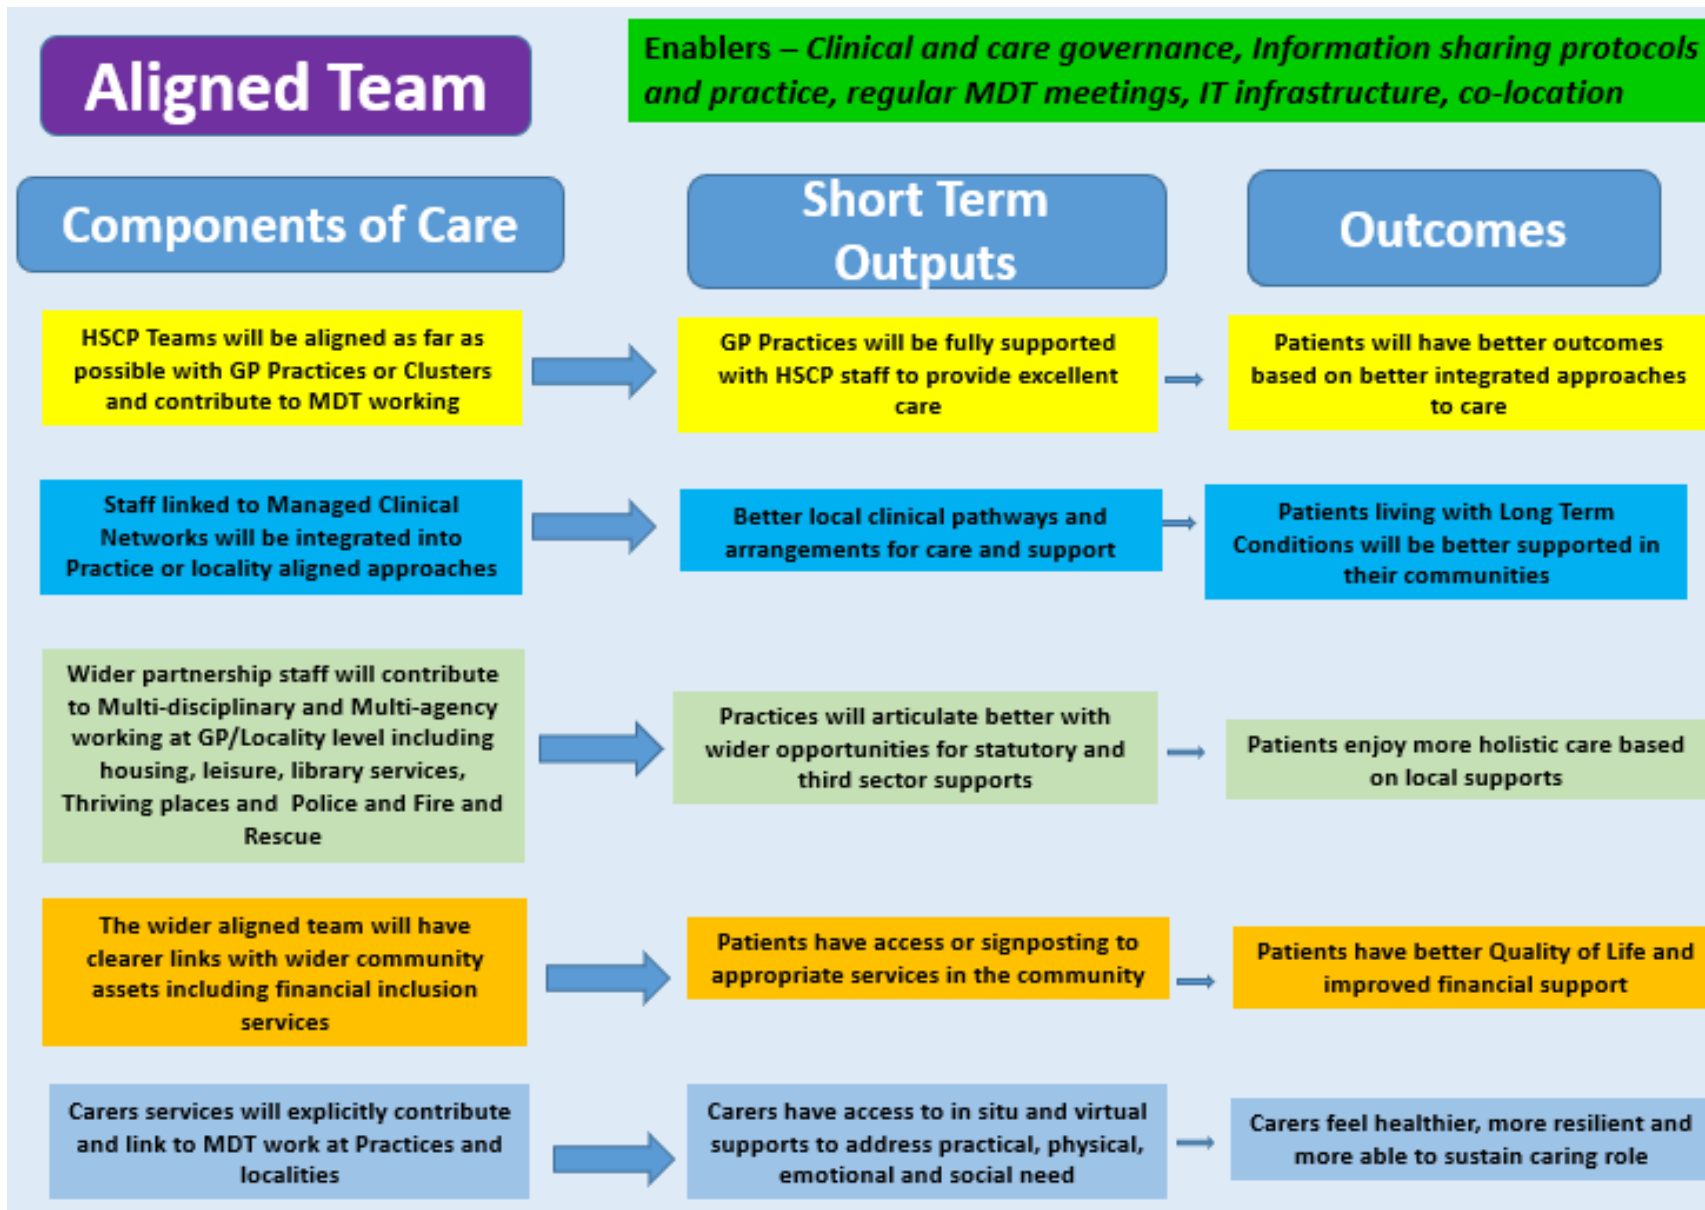 Aligned Team
Enablers – Clinical and care governance, Information sharing protocols
and practice, regular MDT meetings, IT infrastructure, co-location
Components of Care
Short Term
Outputs
Outcomes
HSCP Teams will be aligned as far as
possible with GP Practices or Clusters
and contribute to MDT working
GP Practices will be fully supported
with HSCP staff to provide excellent
care
Patients will have better outcomes
based on better integrated approaches
to care
Staff linked to Managed Clinical
Networks will be integrated into
Practice or locality aligned approaches
Better local clinical pathways and
arrangements for care and support
Patients living with Long Term
Conditions will be better supported in
their communities
Wider partnership staff will contribute
to Multi-disciplinary and Multi-agency
working at GP/Locality level including
housing, leisure, library services,
Thriving places and Police and Fire and
Rescue
Practices will articulate better with
wider opportunities for statutory and
third sector supports
Patients enjoy more holistic care based
on local supports
The wider aligned team will have
clearer links with wider community
assets including financial inclusion
services
Patients have access or signposting to
appropriate services in the community
Patients have better Quality of Life and
improved financial support
Carers services will explicitly contribute
and link to MDT work at Practices and
localities
Carers have access to in situ and virtual
supports to address practical, physical,
emotional and social need
Carers feel healthier, more resilient and
more able to sustain caring role